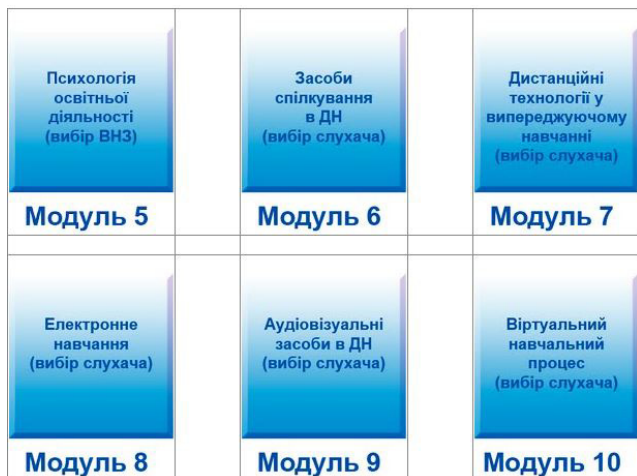 Психологія
освітньої
діяльності
(вибір ВНЗ)
Засоби
спілкування
в ДН
(вибір слухача)
Дистанційні
технології у
випереджуючому
навчанні
(вибір слухача)
Модуль 5
Модуль 6
Модуль 7
Електронне
навчання
(вибір слухача)
Аудіовізуальні
засоби в ДН
(вибір слухача)
Віртуальний
навчальний
процес
(вибір слухача)
Модуль 8
Модуль 9
Модуль 10